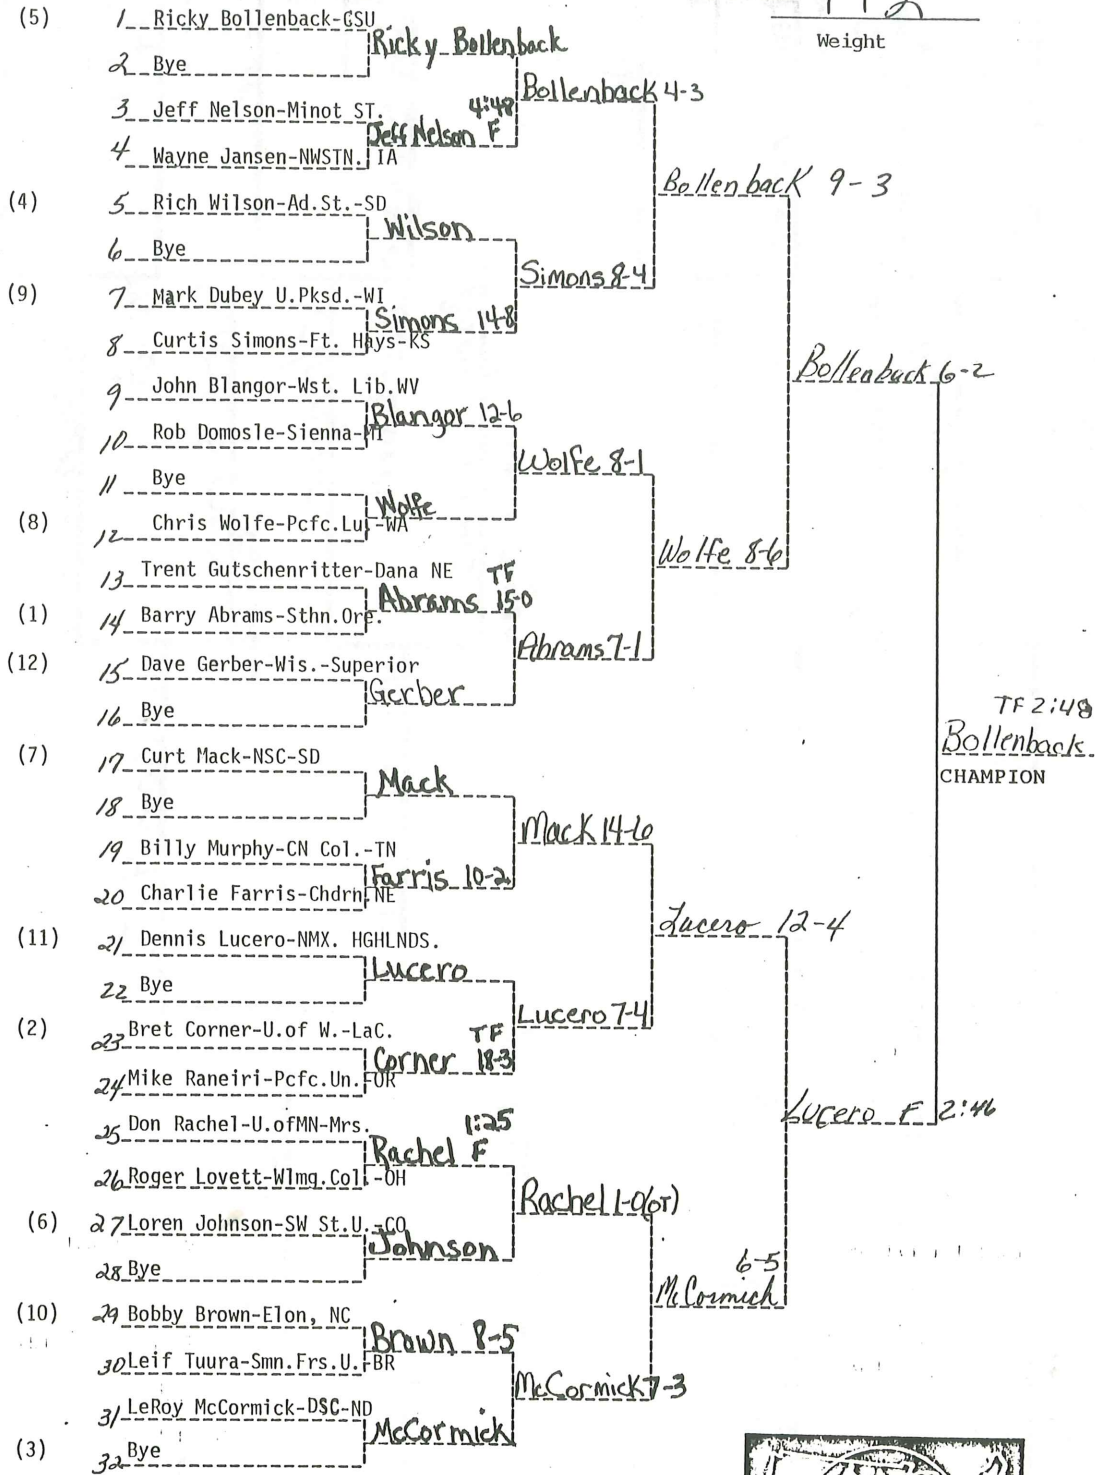 (5) 1 Ricky Bollenback-CSU
Ricky Bollenback
2 Bye
Bollenback 4-3
3 Jeff Nelson-Minot ST.
4:48
Jeff Nelson F
4 Wayne Jansen-NWSTN. IA
Bollenback 9-3
(4) 5 Rich Wilson-Ad.St.-SD
Wilson
6 Bye
Simons 8-4
(9) 7 Mark Dubey U.Pksd.-WI
Simons 14-8
8 Curtis Simons-Ft. Hays-KS
Bollenback 6-2
9 John Blangor-Wst. Lib.WV
Blangor 12-6
10 Rob Domosle-Sienna-MI
Wolfe 8-1
11 Bye
Wolfe
(8) 12 Chris Wolfe-Pcfc.Lu.-WA
Wolfe 8-6
13 Trent Gutschenritter-Dana NE
TF
Abrams 15-0
(1) 14 Barry Abrams-Sthn.Ore.
Abrams 7-1
(12) 15 Dave Gerber-Wis.-Superior
Gerber
16 Bye
TF 2:48
Bollenback
CHAMPION
(7) 17 Curt Mack-NSC-SD
Mack
18 Bye
Mack 14-6
19 Billy Murphy-CN Col.-TN
Farris 10-2
20 Charlie Farris-Chdrn NE
Lucero 12-4
(11) 21 Dennis Lucero-NMX. HGHLNDS.
Lucero
22 Bye
Lucero 7-4
(2) 23 Bret Corner-U.of W.-LaC.
TF
Corner 18-3
24 Mike Raneiri-Pcfc.Un.-OR
Lucero F 2:46
25 Don Rachel-U.ofMN-Mrs.
1:25
Rachel F
26 Roger Lovett-Wlmg.Coll.-OH
Rachel 1-0(OT)
(6) 27 Loren Johnson-SW St.U.-CO
Johnson
28 Bye
6-5
McCormick
(10) 29 Bobby Brown-Elon, NC
Brown 8-5
30 Leif Tuura-Smn.Frs.U.-BR
McCormick 7-3
31 LeRoy McCormick-DSC-ND
McCormick
(3) 32 Bye
Weight